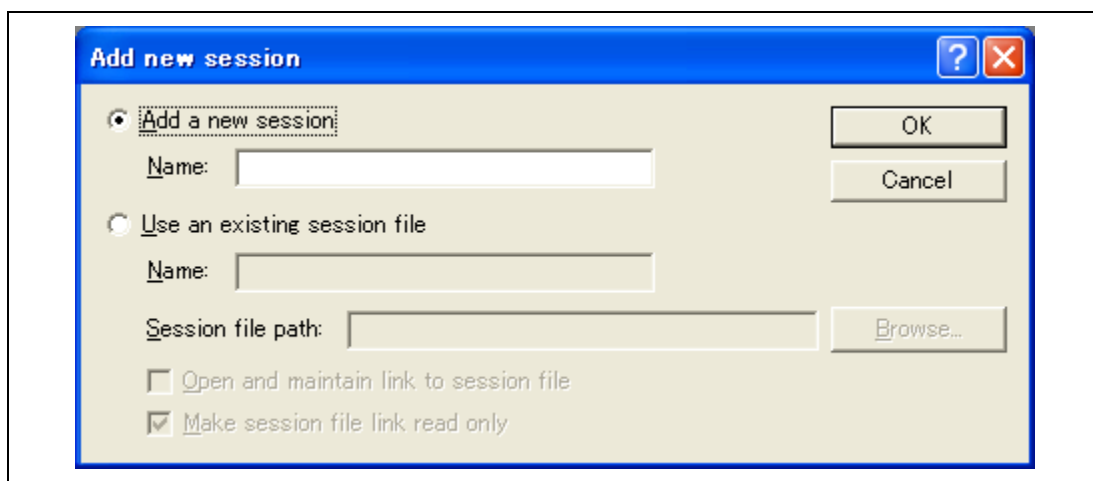 Add new session
Add a new session
OK
Name:
Cancel
Use an existing session file
Name:
Session file path:
Browse...
Open and maintain link to session file
Make session file link read only